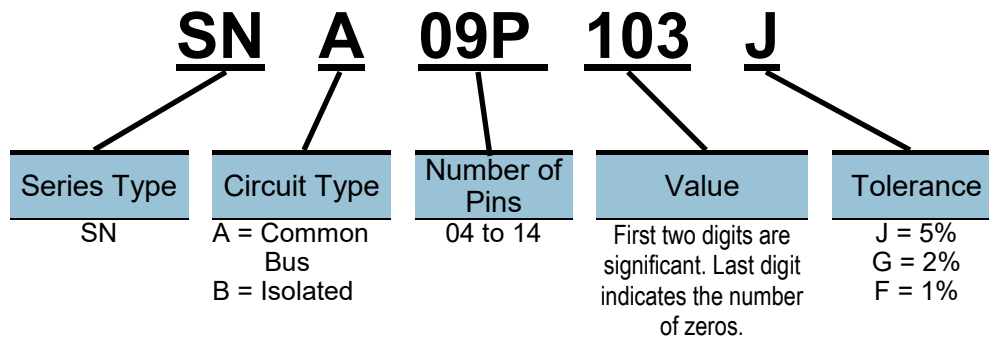 SN A 09P 103 J
Series Type
SN
Circuit Type
A = Common
Bus
B = Isolated
Number of
Pins
04 to 14
Value
First two digits are
significant. Last digit
indicates the number
of zeros.
Tolerance
J = 5%
G = 2%
F = 1%